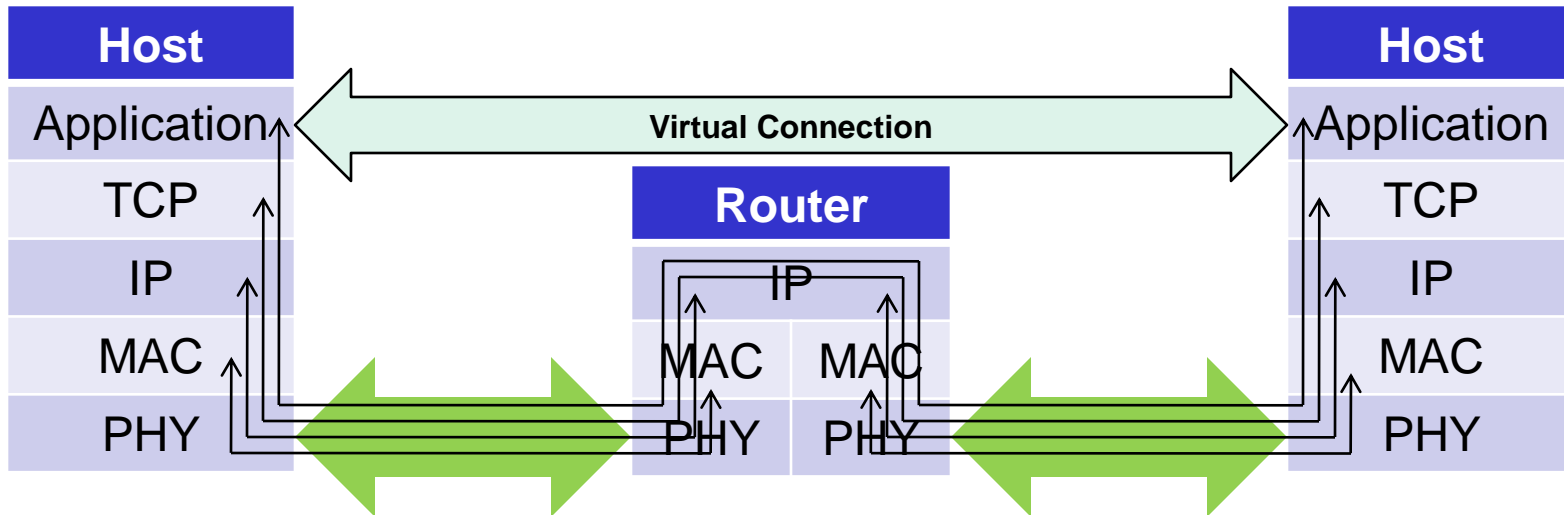 Host
Application
TCP
IP
MAC
PHY
Virtual Connection
Router
IP
MAC MAC
PHY PHY
Host
Application
TCP
IP
MAC
PHY